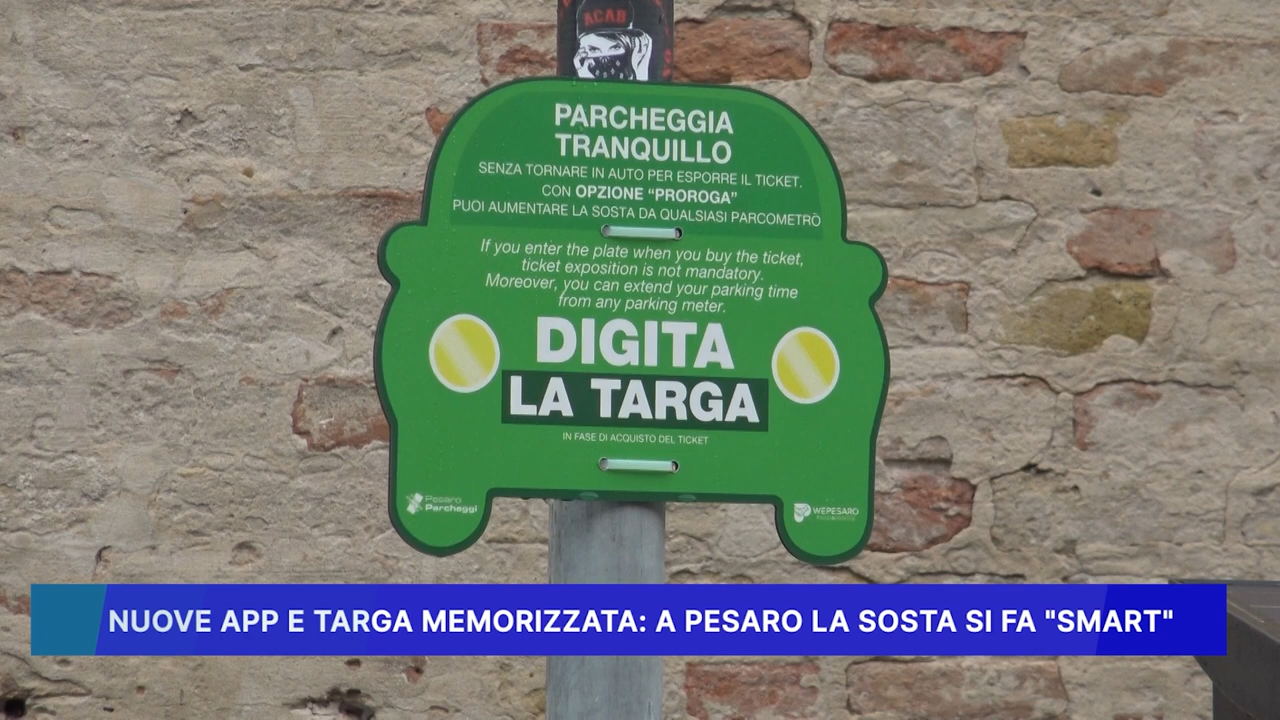 ACAB
PARCHEGGIA
TRANQUILLO
SENZA TORNARE IN AUTO PER ESPORRE IL TICKET.
CON OPZIONE “PROROGA”
PUOI AUMENTARE LA SOSTA DA QUALSIASI PARCOMETRO
If you enter the plate when you buy the ticket,
ticket exposition is not mandatory.
Moreover, you can extend your parking time
from any parking meter.
DIGITA
LA TARGA
IN FASE DI ACQUISTO DEL TICKET
Pesaro
Parcheggi
WEPESARO
NUOVE APP E TARGA MEMORIZZATA: A PESARO LA SOSTA SI FA "SMART"